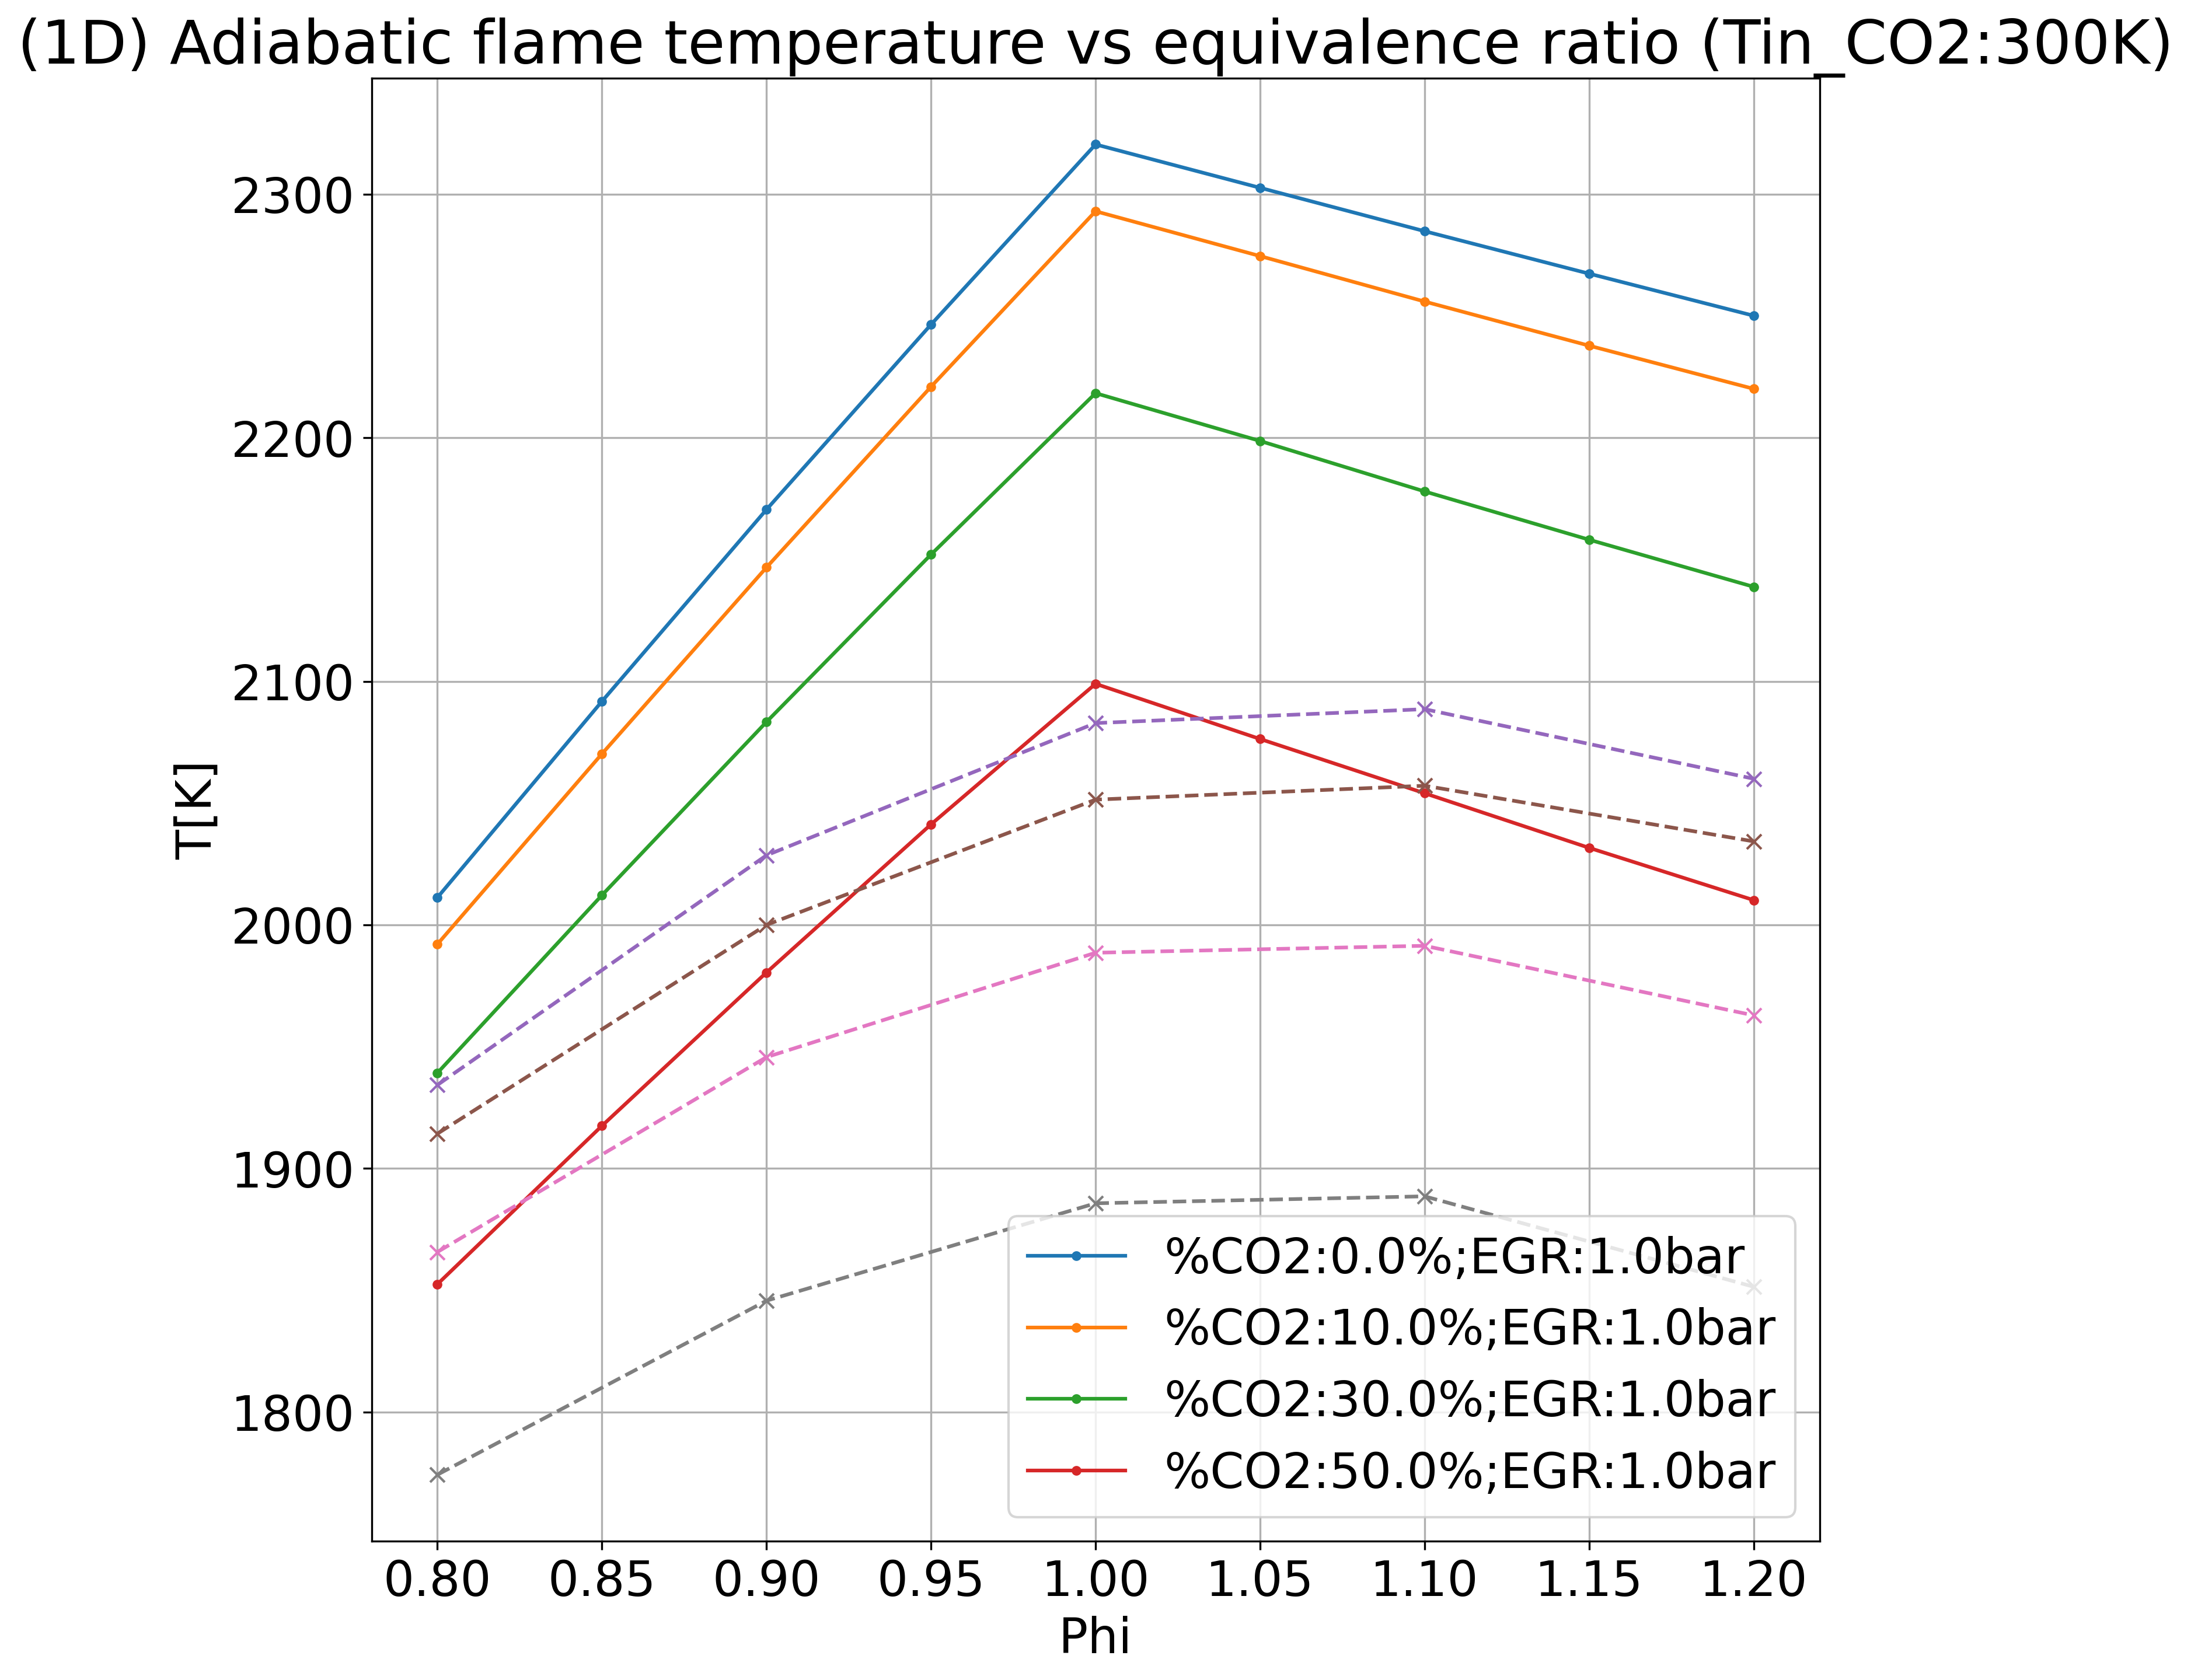 (1D) Adiabatic flame temperature vs equivalence ratio (Tin_CO2:300K)
T[K]
2300
2200
2100
2000
1900
1800
%CO2:0.0%;EGR:1.0bar
%CO2:10.0%;EGR:1.0bar
%CO2:30.0%;EGR:1.0bar
%CO2:50.0%;EGR:1.0bar
0.80 0.85 0.90 0.95 1.00 1.05 1.10 1.15 1.20
Phi